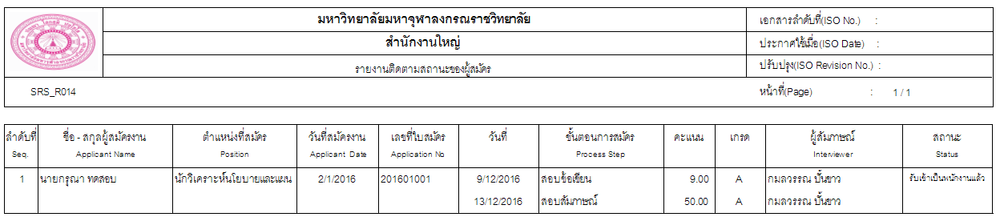 มหาวิทยาลัยมหาจุฬาลงกรณราชวิทยาลัย
เอกสารลำดับที่(ISO No.) :
สำนักงานใหญ่
ประกาศใช้เมื่อ(ISO Date) :
รายงานติดตามสถานะของผู้สมัคร
ปรับปรุง(ISO Revision No.) :
SRS_R014
หน้าที่(Page) : 1 / 1
ลำดับที่ ชื่อ - สกุลผู้สมัครงาน ตำแหน่งที่สมัคร วันที่สมัครงาน เลขที่ใบสมัคร วันที่ ขั้นตอนการสมัคร คะแนน เกรด ผู้สัมภาษณ์ สถานะ
Seq. Applicant Name Position Applicant Date Application No Process Step Interviewer Status
1 นายกรุณา ทดสอบ นักวิเคราะห์นโยบายและแผน 2/1/2016 201601001 9/12/2016 สอบข้อเขียน 9.00 A กมลวรรณ ปั้นขาว รับเข้าเป็นพนักงานแล้ว
13/12/2016 สอบสัมภาษณ์ 50.00 A กมลวรรณ ปั้นขาว